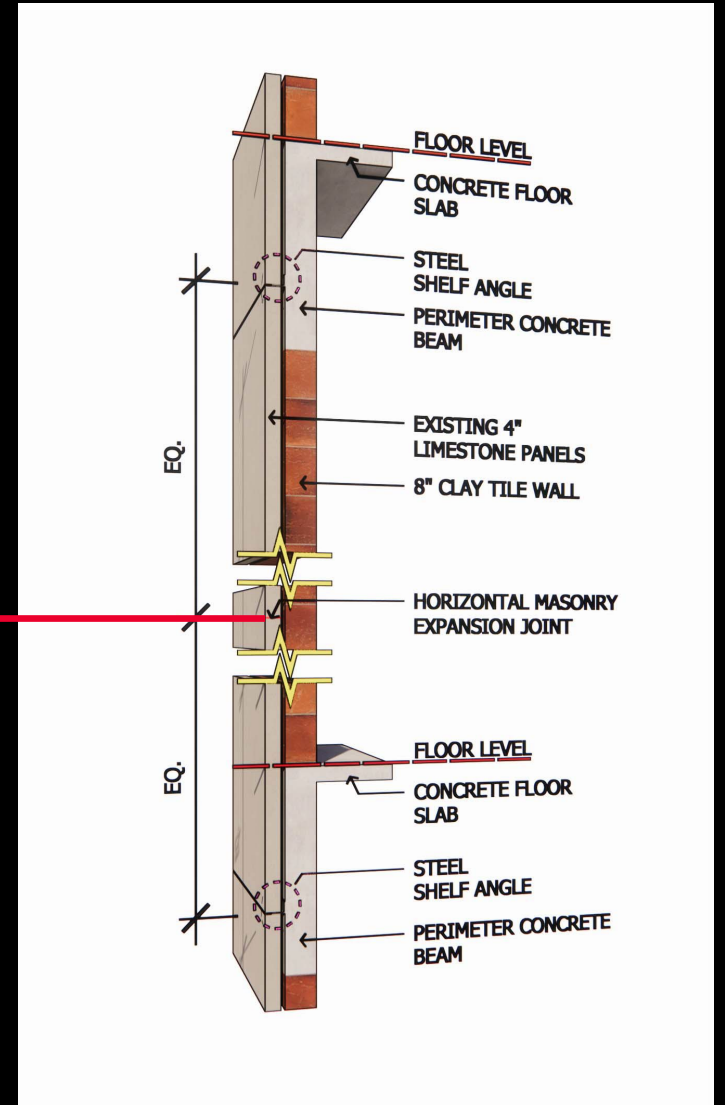 FLOOR LEVEL
CONCRETE FLOOR
SLAB
STEEL
SHELF ANGLE
PERIMETER CONCRETE
BEAM
EXISTING 4"
LIMESTONE PANELS
8" CLAY TILE WALL
EQ.
HORIZONTAL MASONRY
EXPANSION JOINT
FLOOR LEVEL
CONCRETE FLOOR
SLAB
EQ.
STEEL
SHELF ANGLE
PERIMETER CONCRETE
BEAM